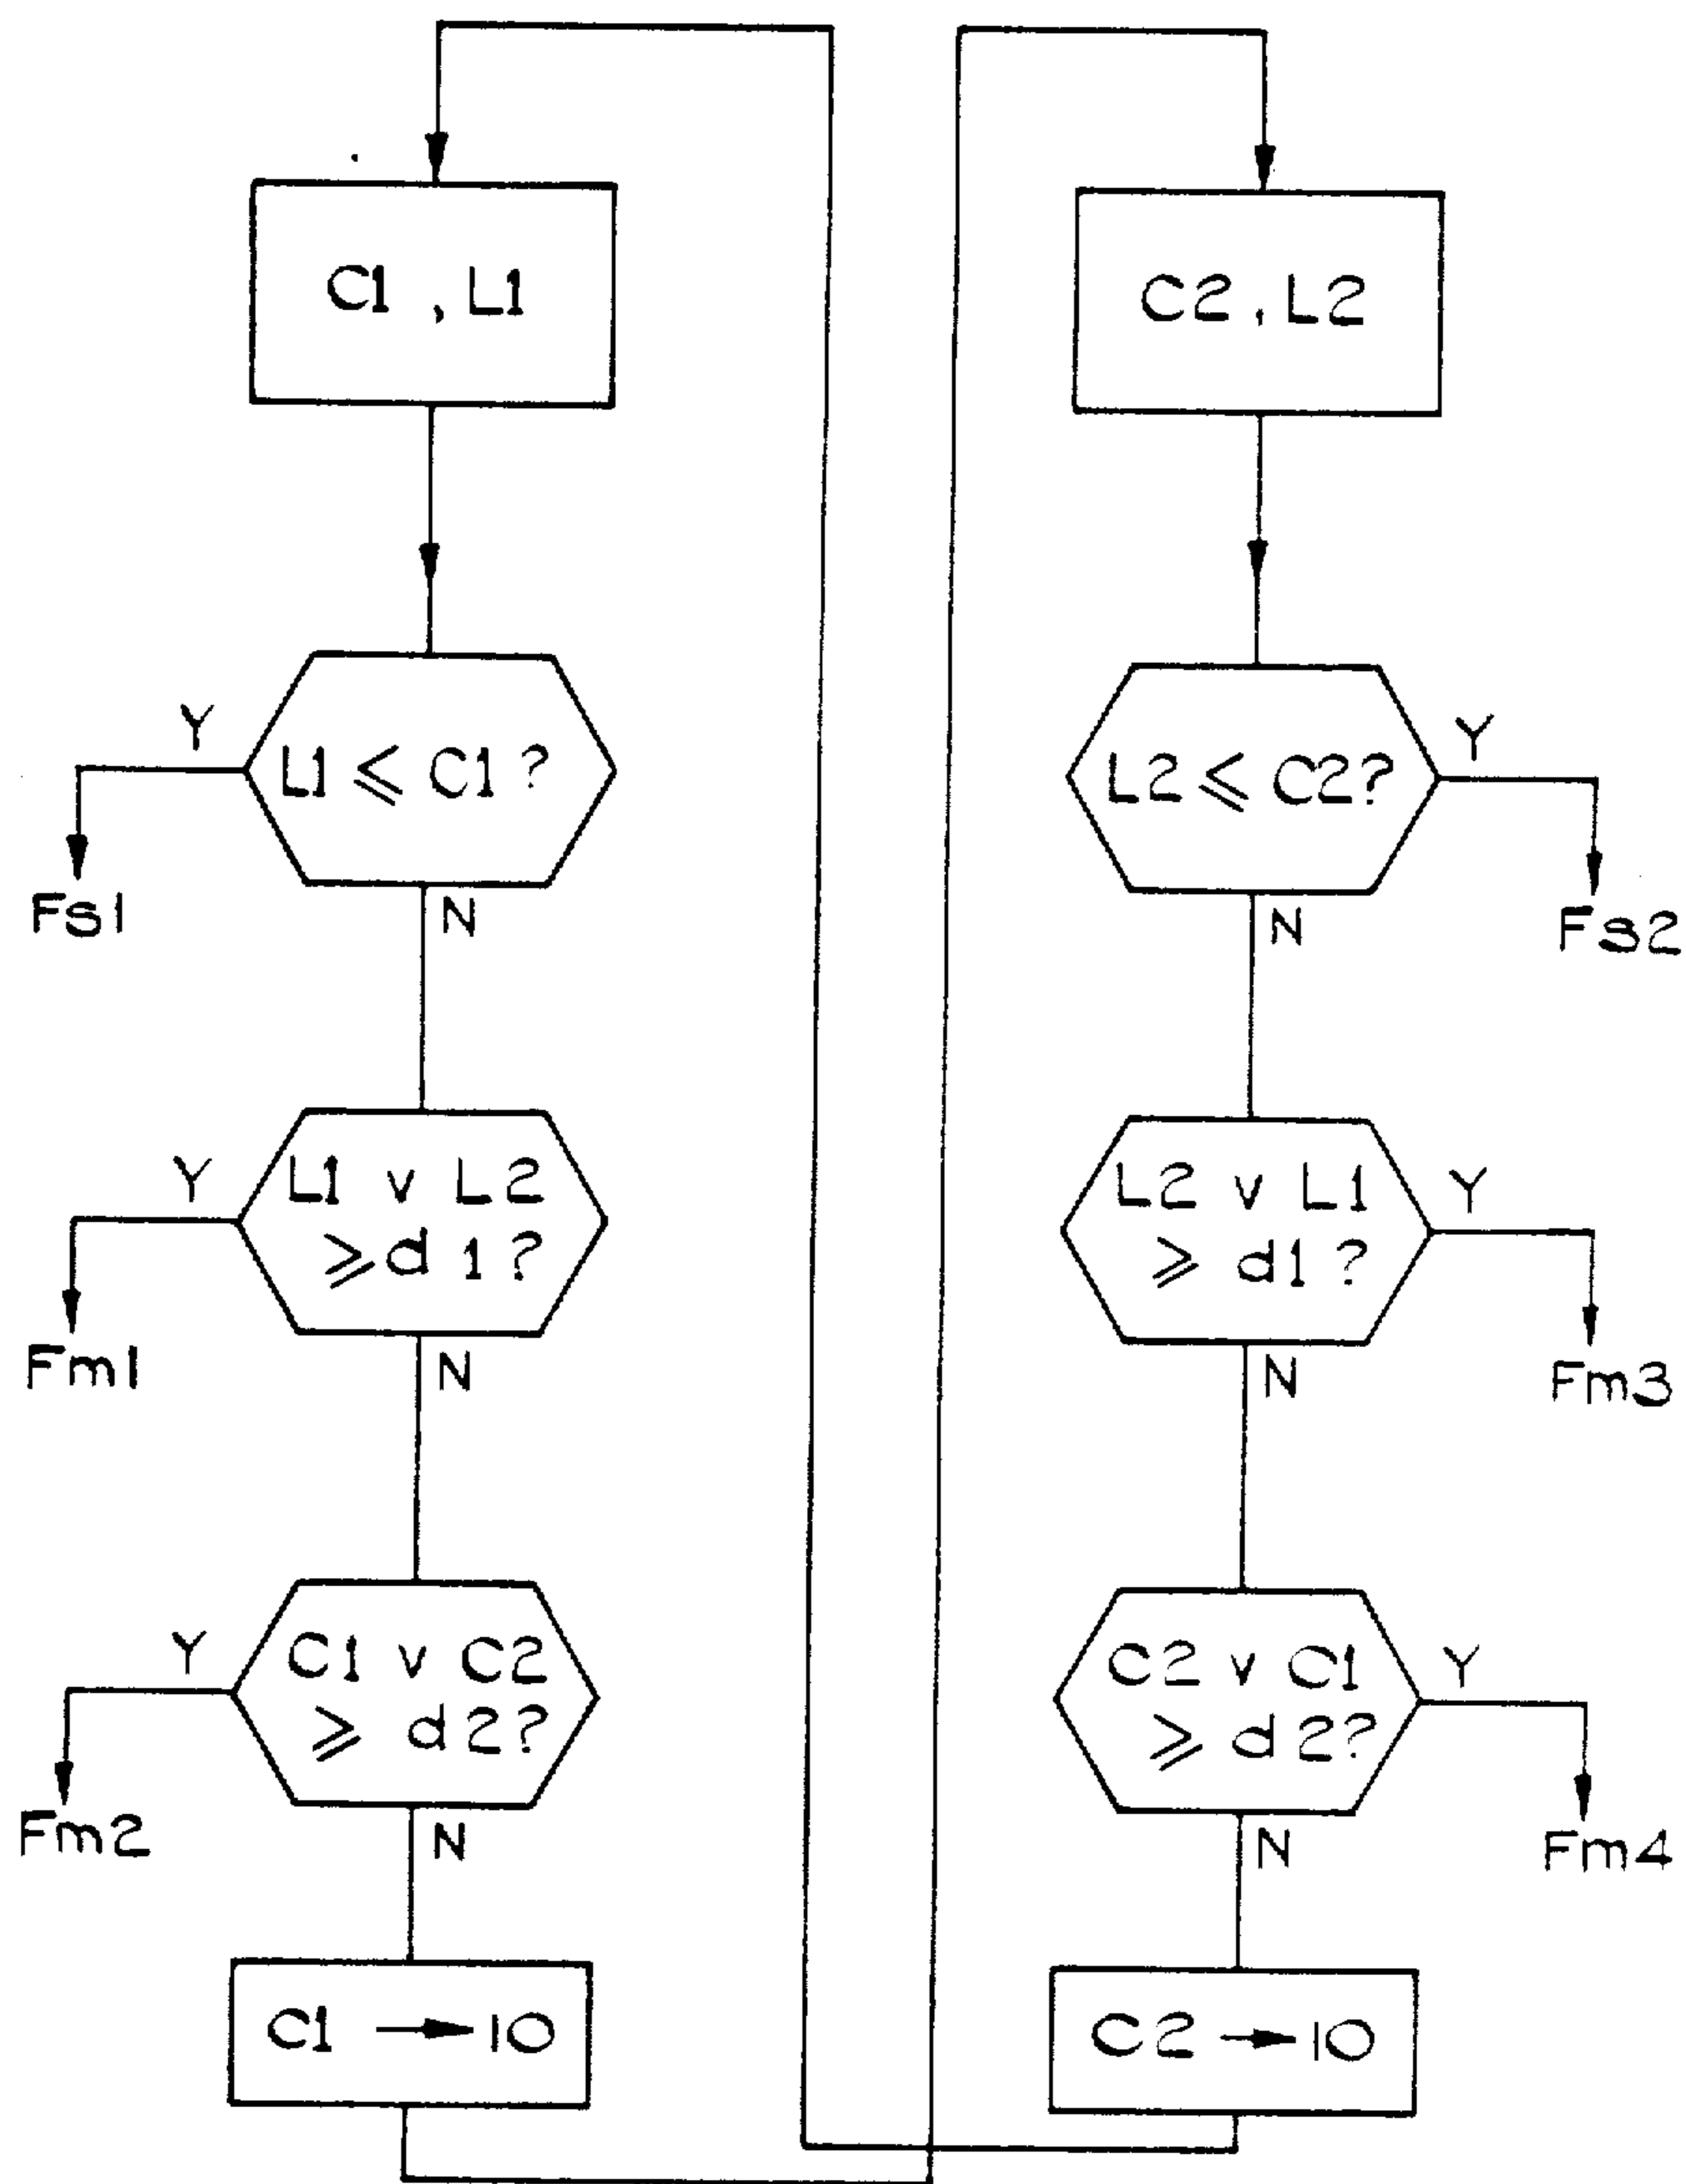 C1 , L1
Y
L1 ⩽ C1 ?
Fs1
N
Y
L1 v L2
⩾ d 1 ?
Fm1
N
Y
C1 v C2
⩾ d 2?
Fm2
N
C1 → 10
C2 , L2
L2 ⩽ C2?
Y
N
Fs2
L2 v L1
⩾ d1 ?
Y
N
Fm3
C2 v C1
⩾ d 2?
Y
N
Fm4
C2 → 10